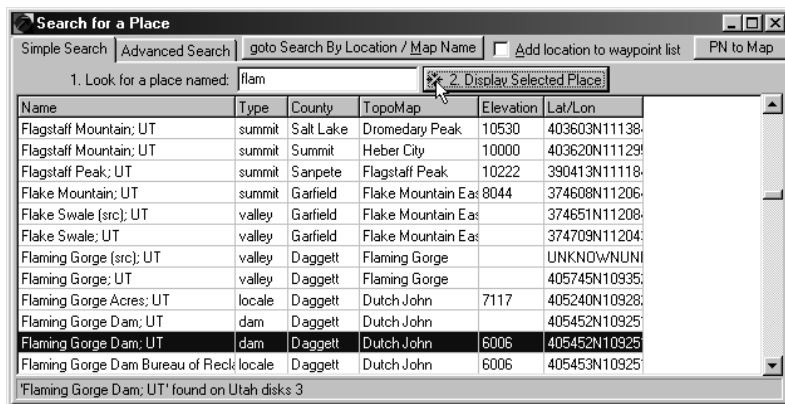 Search for a Place
Simple Search Advanced Search goto Search By Location / Map Name Add location to waypoint list PN to Map
1. Look for a place named: flam 2. Display Selected Place
Name Type County TopoMap Elevation Lat/Lon
Flagstaff Mountain; UT summit Salt Lake Dromedary Peak 10530 403603N11138
Flagstaff Mountain; UT summit Summit Heber City 10000 403620N11129
Flagstaff Peak; UT summit Sanpete Flagstaff Peak 10222 390413N11118
Flake Mountain; UT summit Garfield Flake Mountain Eas 8044 374608N11206
Flake Swale (src); UT valley Garfield Flake Mountain Eas 374651N11208
Flake Swale; UT valley Garfield Flake Mountain Eas 374709N11204
Flaming Gorge (src); UT valley Daggett Flaming Gorge UNKNOWNUN
Flaming Gorge; UT valley Daggett Flaming Gorge 405745N10935
Flaming Gorge Acres; UT locale Daggett Dutch John 7117 405240N10928
Flaming Gorge Dam; UT dam Daggett Dutch John 405452N10925
Flaming Gorge Dam; UT dam Daggett Dutch John 6006 405452N10925
Flaming Gorge Dam Bureau of Recla locale Daggett Dutch John 6006 405453N10925
'Flaming Gorge Dam; UT' found on Utah disks 3